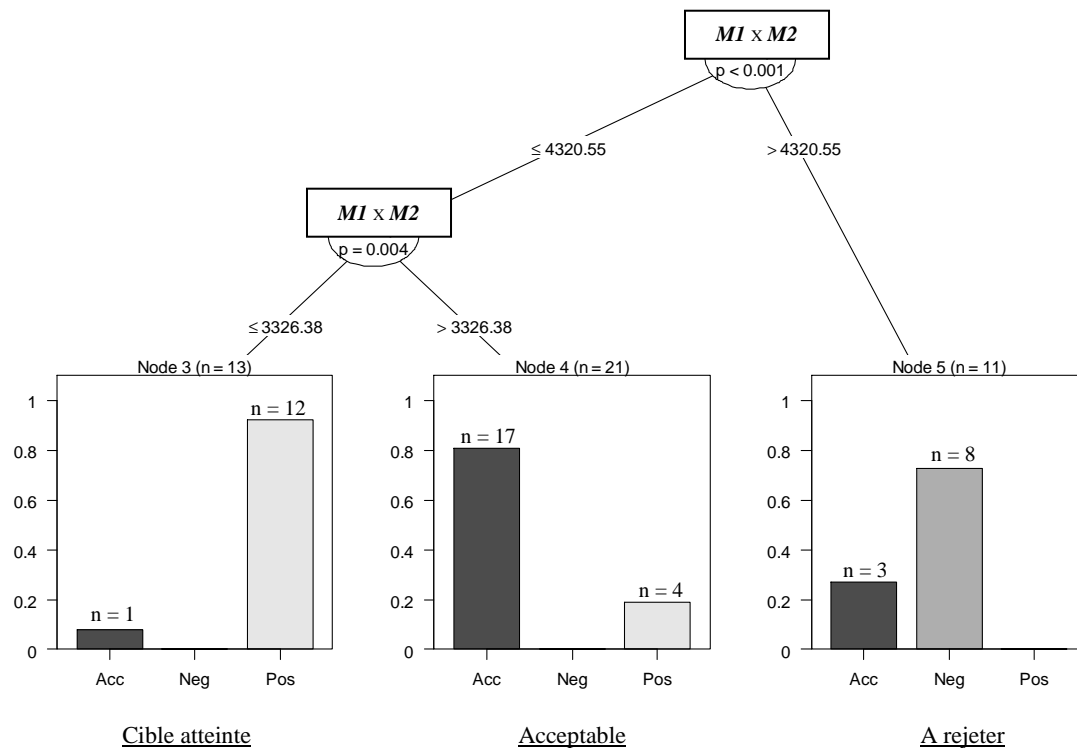 M1 x M2
p < 0.001
≤ 4320.55
> 4320.55
M1 x M2
p = 0.004
≤ 3326.38
> 3326.38
Node 3 (n = 13)
1
0.8
0.6
0.4
0.2
0
n = 1
n = 12
Acc Neg Pos
Cible atteinte
Node 4 (n = 21)
1
0.8
0.6
0.4
0.2
0
n = 17
n = 4
Acc Neg Pos
Acceptable
Node 5 (n = 11)
1
0.8
0.6
0.4
0.2
0
n = 3
n = 8
Acc Neg Pos
A rejeter